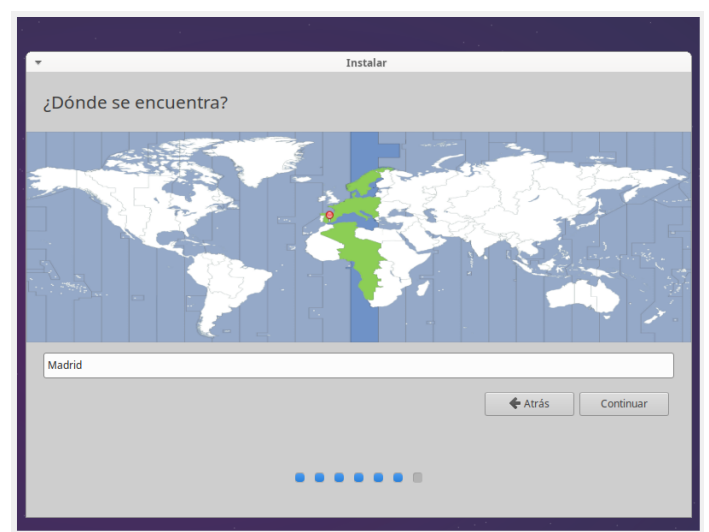 Instalar
¿Dónde se encuentra?
Madrid
Atrás
Continuar